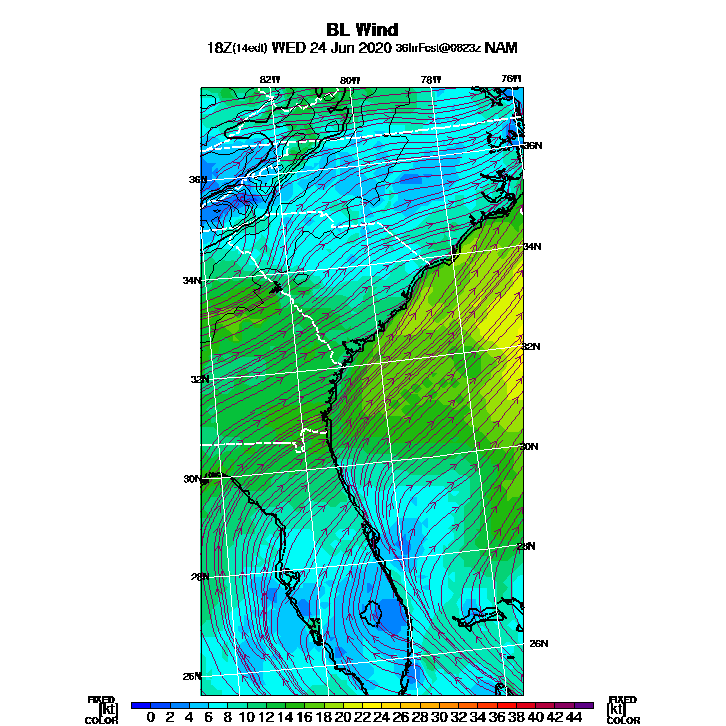 BL Wind
18Z(14edt) WED 24 Jun 2020 36hrFcst@0823z NAM
82W 80W 78W 76W
36N
36N
34N
34N
32N
32N
30N
30N
28N
28N
26N
26N
FIXED FIXED
[kt] 0 2 4 6 8 10 12 14 16 18 20 22 24 26 28 30 32 34 36 38 40 42 44 [kt]
COLOR COLOR